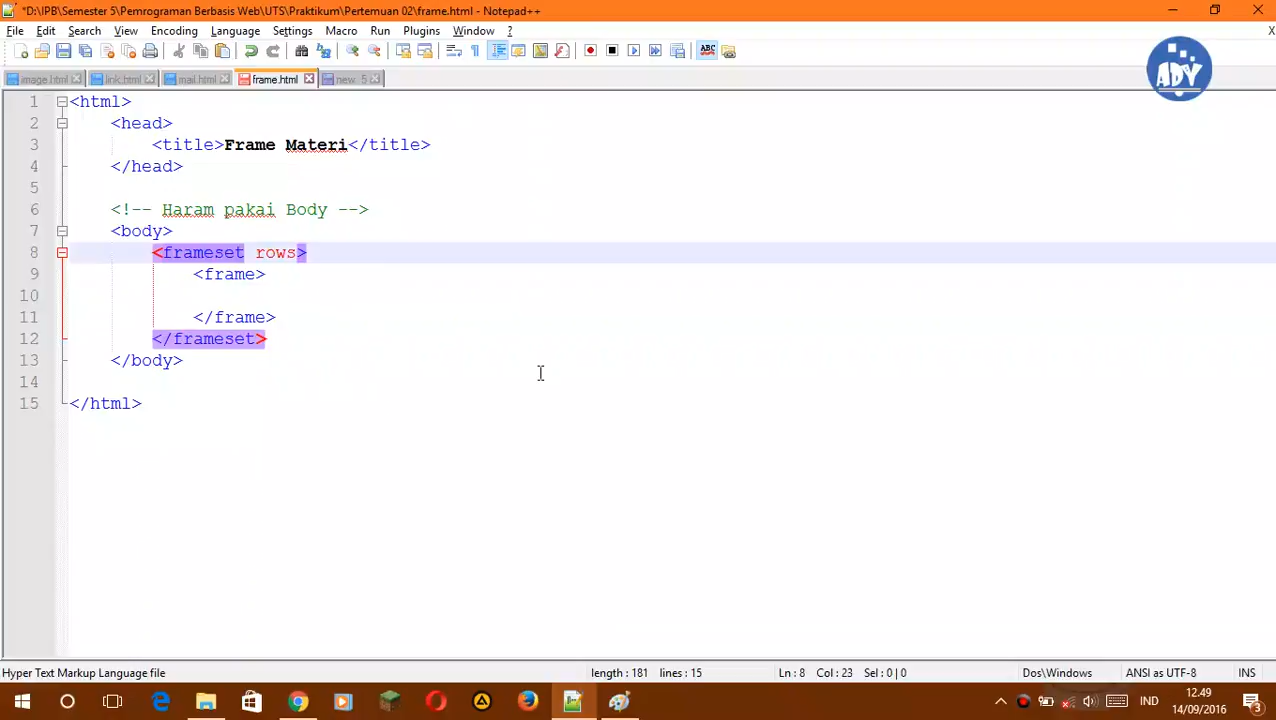 *D:\IPB\Semester 5\Pemrograman Berbasis Web\UTS\Praktikum\Pertemuan 02\frame.html - Notepad++
File Edit Search View Encoding Language Settings Macro Run Plugins Window ? X
image.html link.html mail.html frame.html new 5
ADY
1 <html>
2 <head>
3 <title>Frame Materi</title>
4 </head>
5
6 <!-- Haram pakai Body -->
7 <body>
8 <frameset rows>
9 <frame>
10
11 </frame>
12 </frameset>
13 </body>
14
15 </html>
Hyper Text Markup Language file length : 181 lines : 15 Ln : 8 Col : 23 Sel : 0 | 0 Dos\Windows ANSI as UTF-8 INS
IND 12.49
14/09/2016 3